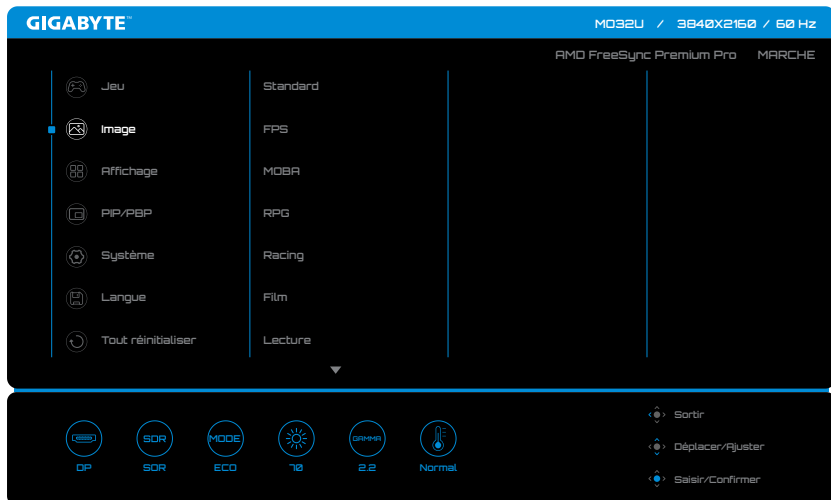 GIGABYTE™
MO32U / 3840X2160 / 60 Hz
AMD FreeSync Premium Pro MARCHE
Jeu
Image
Affichage
PIP/PBP
Système
Langue
Tout réinitialiser
Standard
FPS
MOBA
RPG
Racing
Film
Lecture
SDR
MODE
GAMMA
DP
SDR
ECO
70
2.2
Normal
Sortir
Déplacer/Ajuster
Saisir/Confirmer